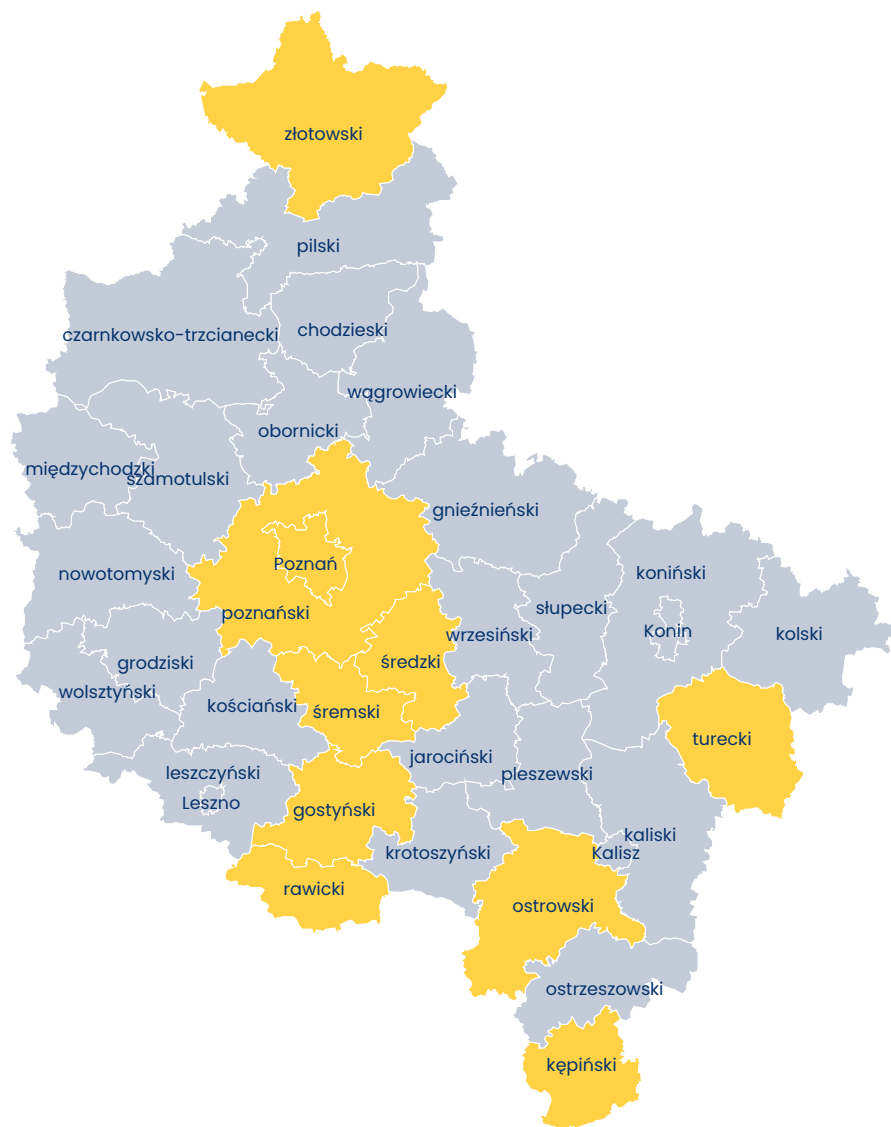 złotowski
pilski
chodzieski
czarnkowsko-trzcianecki
wągrowiecki
obornicki
międzychodzki
szamotulski
gnieźnieński
Poznań
nowotomyski
koniński
słupecki
poznański
Konin
wrzesiński
kolski
grodziski
średzki
wolsztyński
kościański
śremski
turecki
jarociński
leszczyński
pleszewski
Leszno
gostyński
kaliski
krotoszyński
Kalisz
rawicki
ostrowski
ostrzeszowski
kępiński